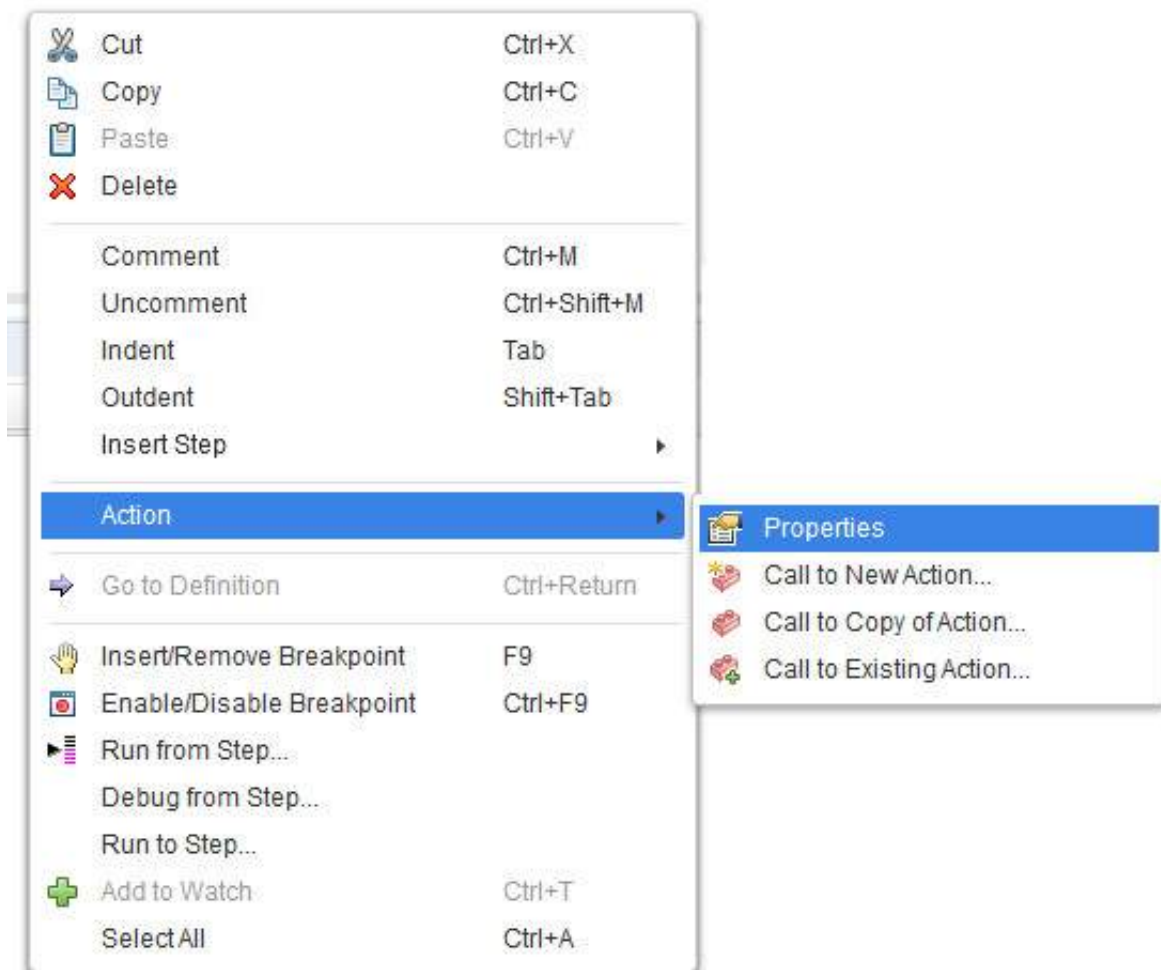 Cut Ctrl+X
Copy Ctrl+C
Paste Ctrl+V
Delete
Comment Ctrl+M
Uncomment Ctrl+Shift+M
Indent Tab
Outdent Shift+Tab
Insert Step
Action
Properties
Call to New Action...
Call to Copy of Action...
Call to Existing Action...
Go to Definition Ctrl+Return
Insert/Remove Breakpoint F9
Enable/Disable Breakpoint Ctrl+F9
Run from Step...
Debug from Step...
Run to Step...
Add to Watch Ctrl+T
Select All Ctrl+A